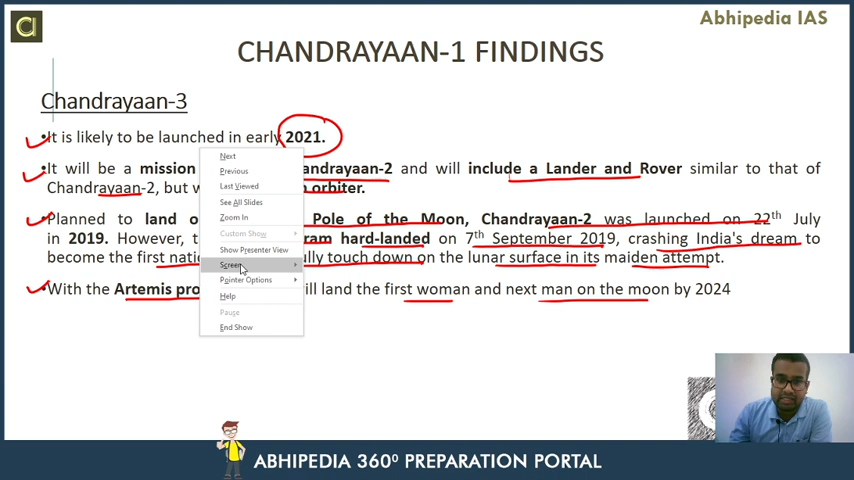 Abhipedia IAS
CHANDRAYAAN-1 FINDINGS
Chandrayaan-3
•It is likely to be launched in early 2021.
•It will be a mission andrayaan-2 and will include a Lander and Rover similar to that of
Chandrayaan-2, but orbiter.
•Planned to land Pole of the Moon, Chandrayaan-2 was launched on 22th July
in 2019. However, hard-landed on 7th September 2019, crashing India's dream to
become the first ully touch down on the lunar surface in its maiden attempt.
•With the Artemis will land the first woman and next man on the moon by 2024
Next
Previous
Last Viewed
See All Slides
Zoom In
Custom Show
Show Presenter View
Screen
Pointer Options
Help
Pause
End Show
ABHIPEDIA 360⁰ PREPARATION PORTAL